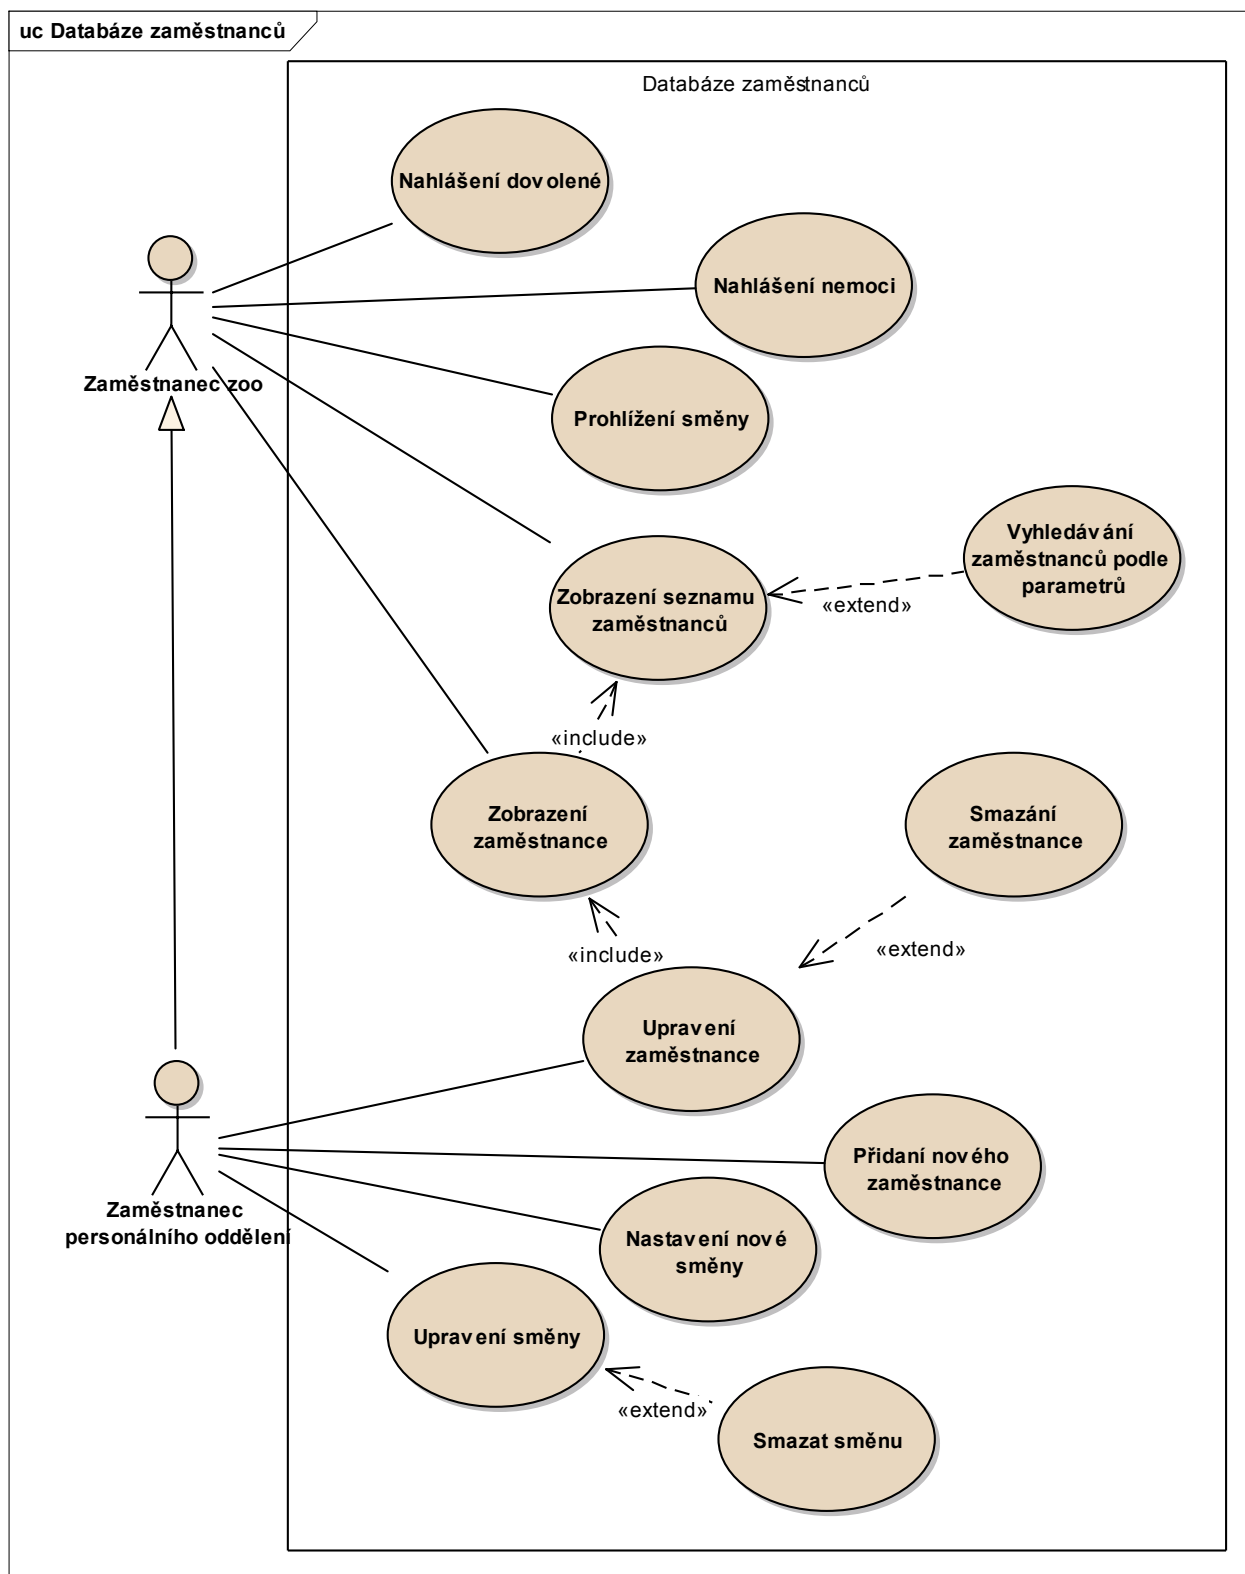 uc Databáze zaměstnanců
Databáze zaměstnanců
Nahlášení dovolené
Nahlášení nemoci
Zaměstnanec zoo
Prohlížení směny
Vyhledávání
zaměstnanců podle
parametrů
Zobrazení seznamu
zaměstnanců
«extend»
«include»
Zobrazení
zaměstnance
Smazání
zaměstnance
«include»
«extend»
Upravení
zaměstnance
Přidaní nového
zaměstnance
Zaměstnanec
personálního oddělení
Nastavení nové
směny
Upravení směny
«extend»
Smazat směnu